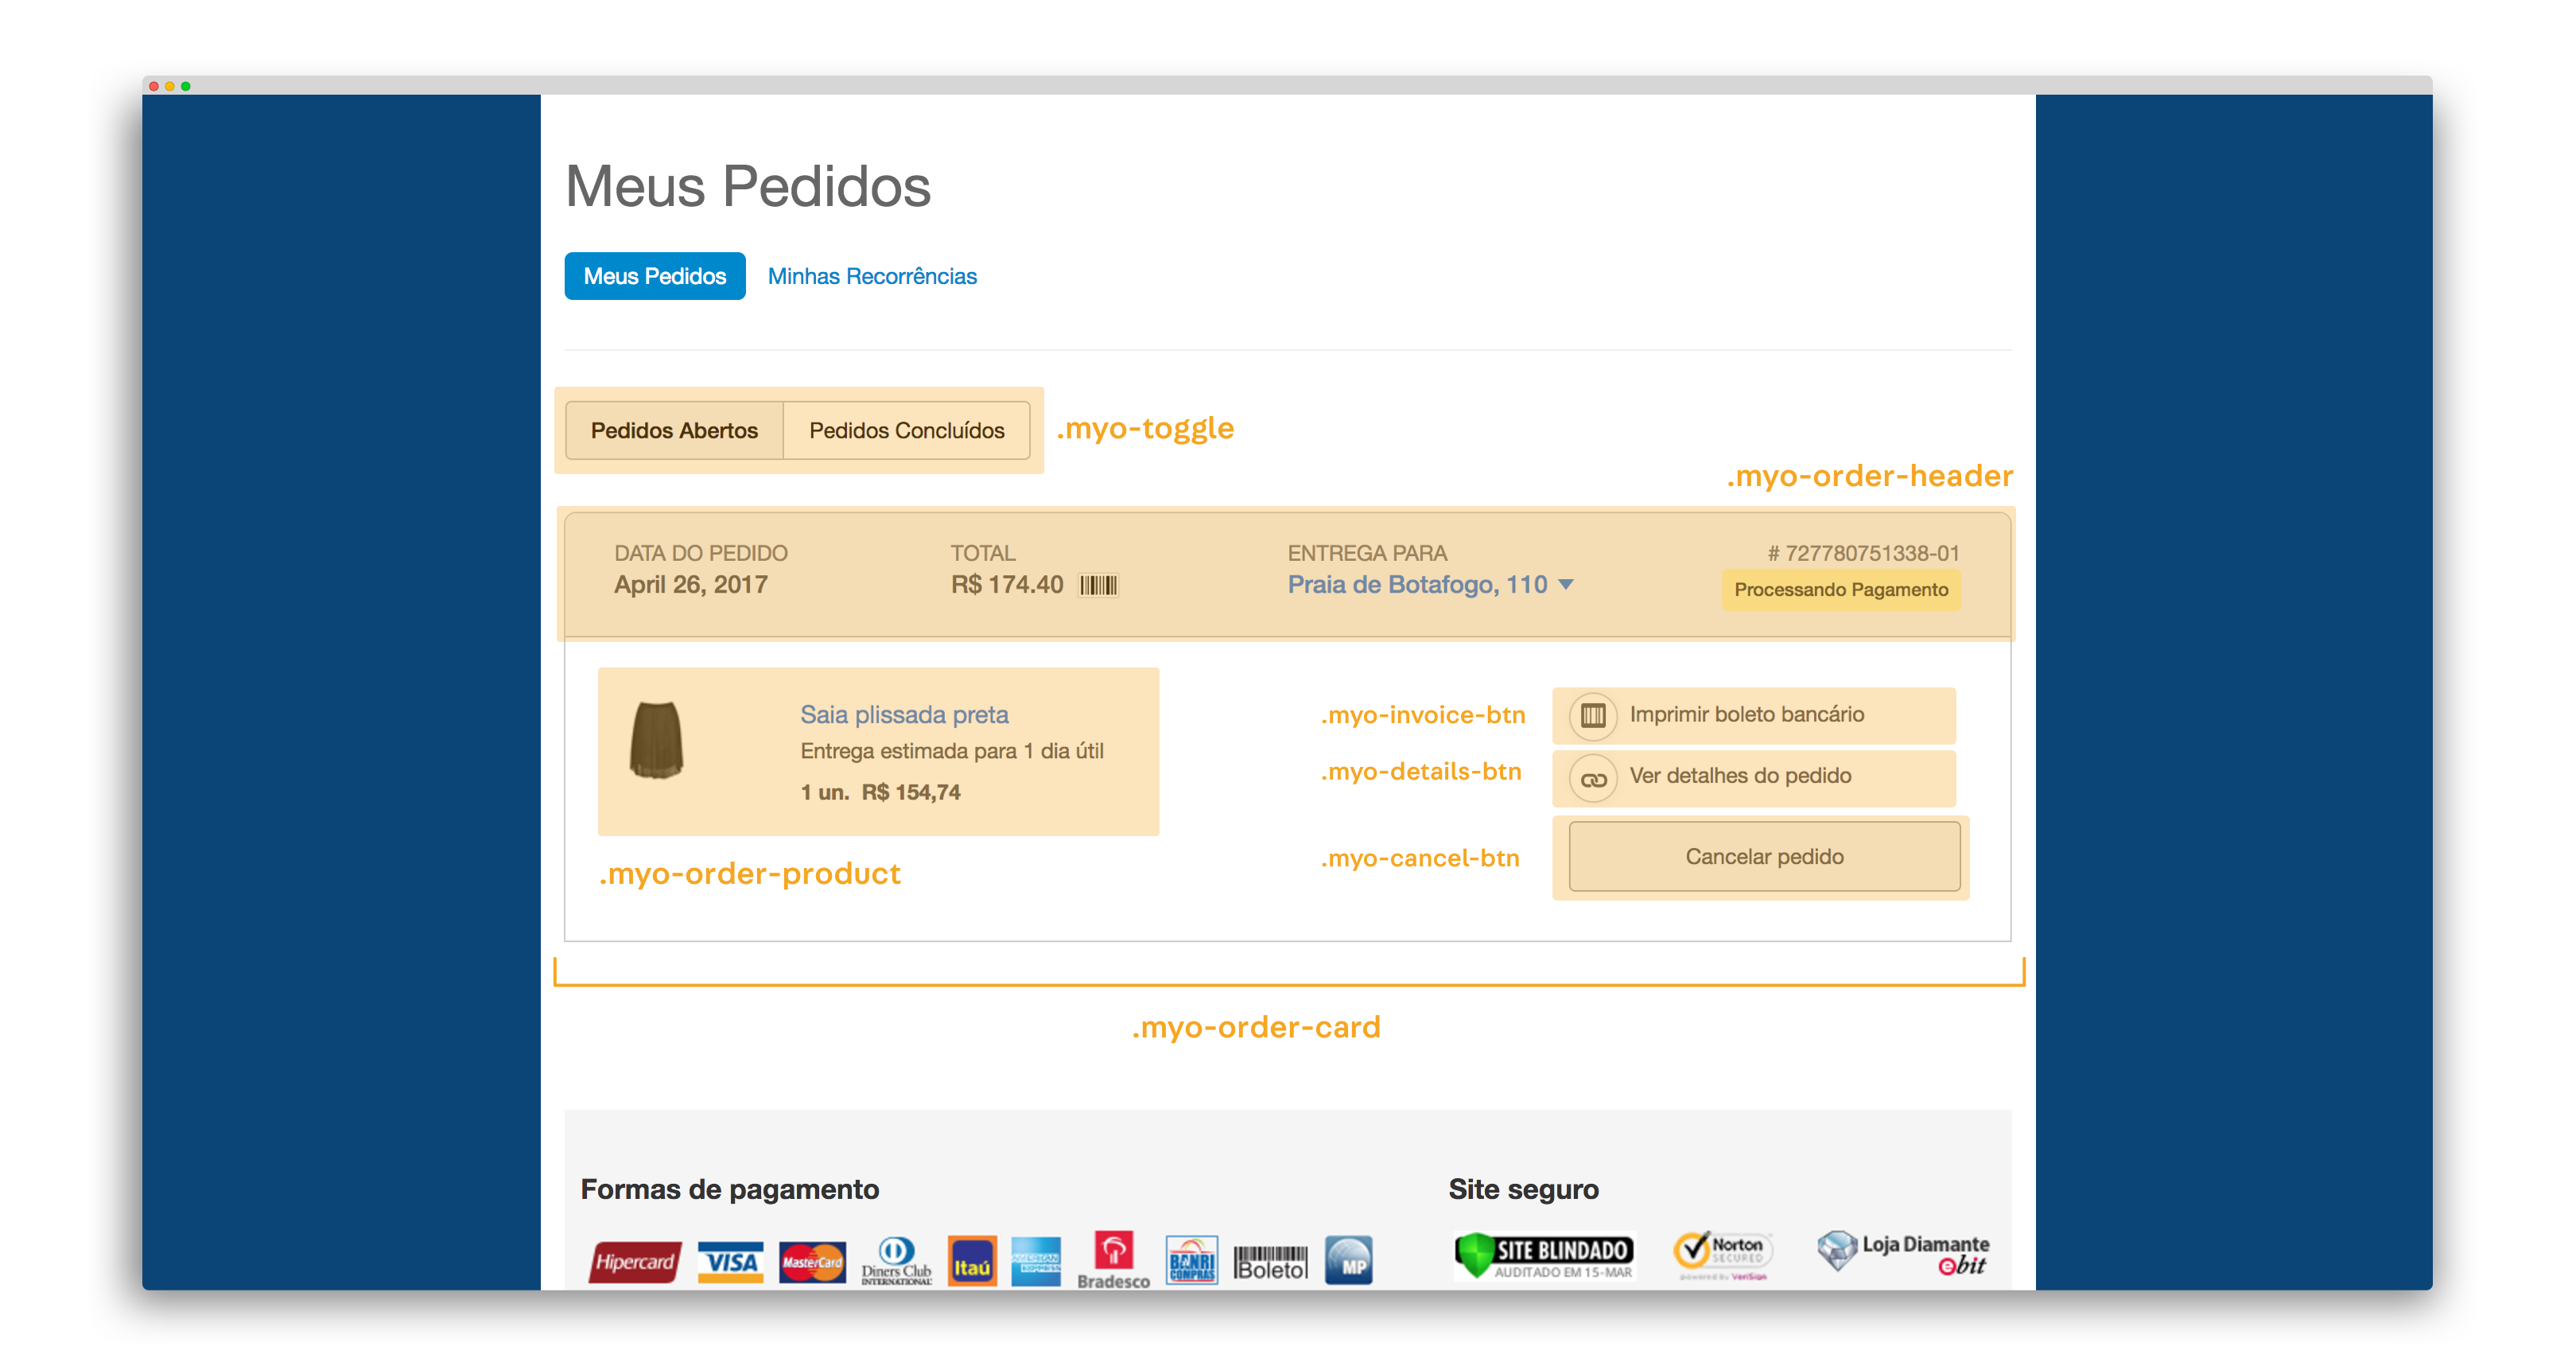 Meus Pedidos
Meus Pedidos Minhas Recorrências
Pedidos Abertos Pedidos Concluídos .myo-toggle
.myo-order-header
DATA DO PEDIDO TOTAL ENTREGA PARA # 727780751338-01
April 26, 2017 R$ 174.40 Praia de Botafogo, 110 Processando Pagamento
Saia plissada preta
Entrega estimada para 1 dia útil
1 un. R$ 154,74
.myo-order-product
.myo-invoice-btn Imprimir boleto bancário
.myo-details-btn Ver detalhes do pedido
.myo-cancel-btn Cancelar pedido
.myo-order-card
Formas de pagamento
Hipercard VISA MasterCard Diners Club INTERNATIONAL Itaú AMERICAN EXPRESS Bradesco BANRI COMPRAS Boleto MP
Site seguro
SITE BLINDADO
AUDITADO EM 15-MAR
Norton
SECURED
powered by VeriSign
Loja Diamante
ebit